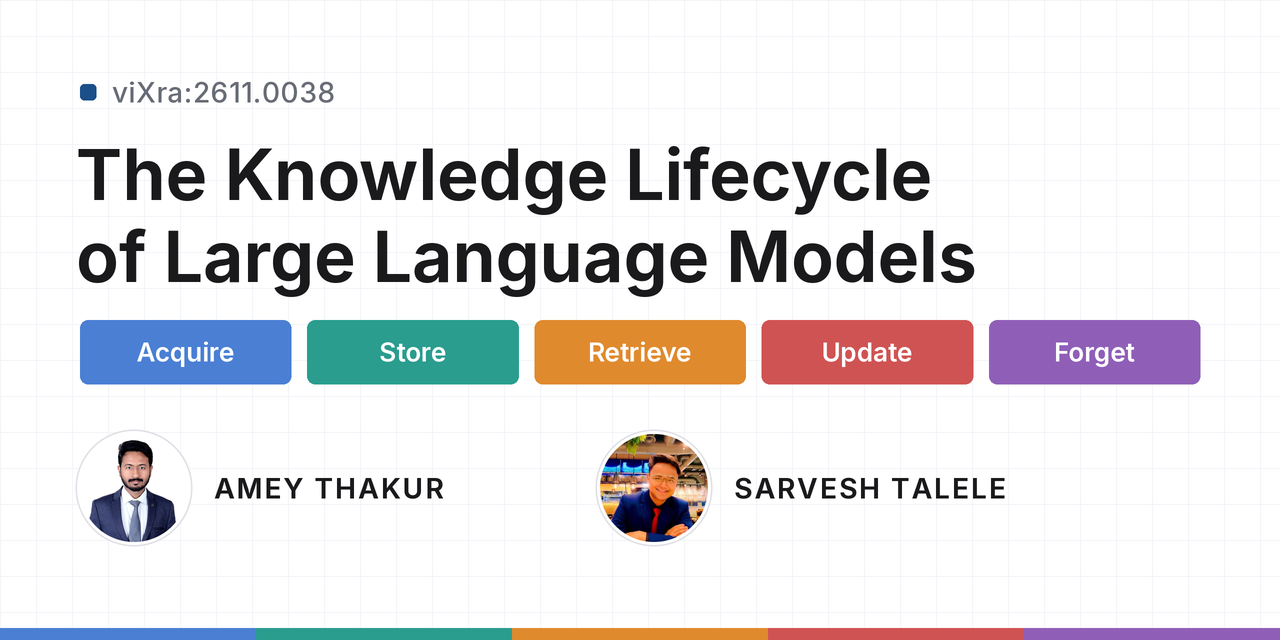 viXra:2611.0038
The Knowledge Lifecycle
of Large Language Models
Acquire Store Retrieve Update Forget
AMEY THAKUR SARVESH TALELE